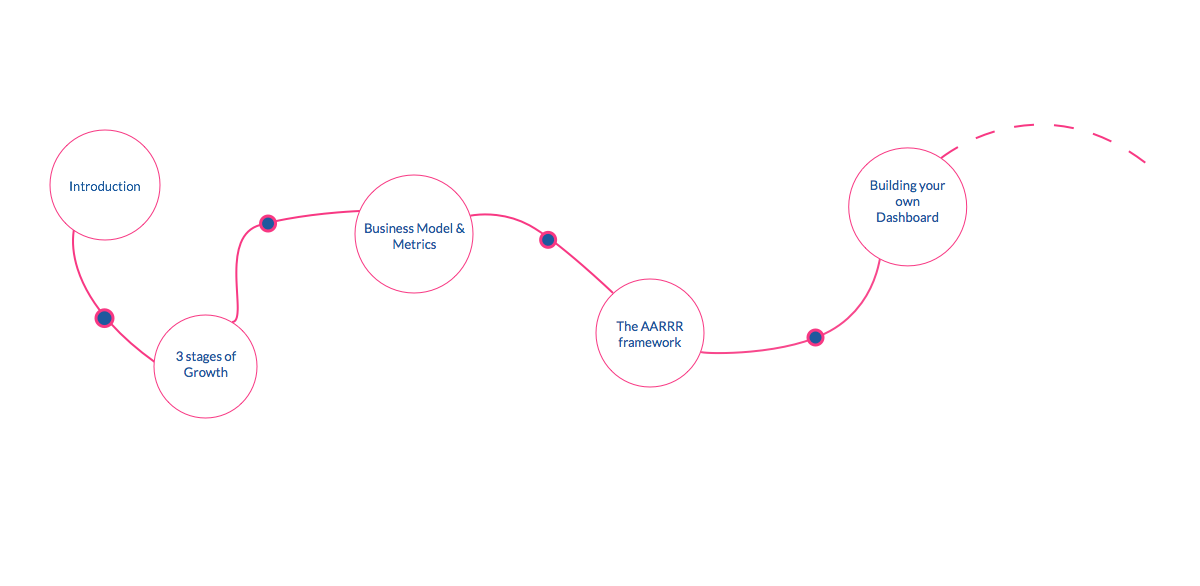 Introduction
3 stages of
Growth
Business Model &
Metrics
The AARRR
framework
Building your
own
Dashboard